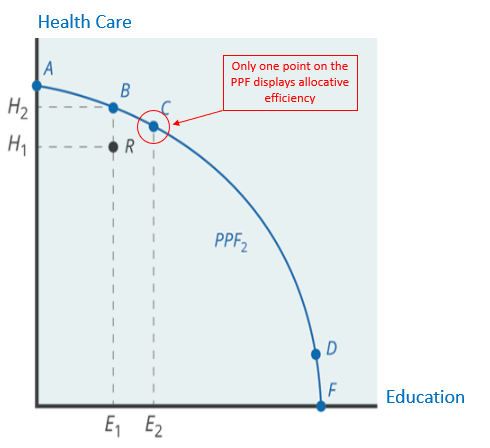 Health Care
Only one point on the
PPF displays allocative
efficiency
A
B
C
H₂
H₁
R
PPF₂
D
F
Education
E₁
E₂